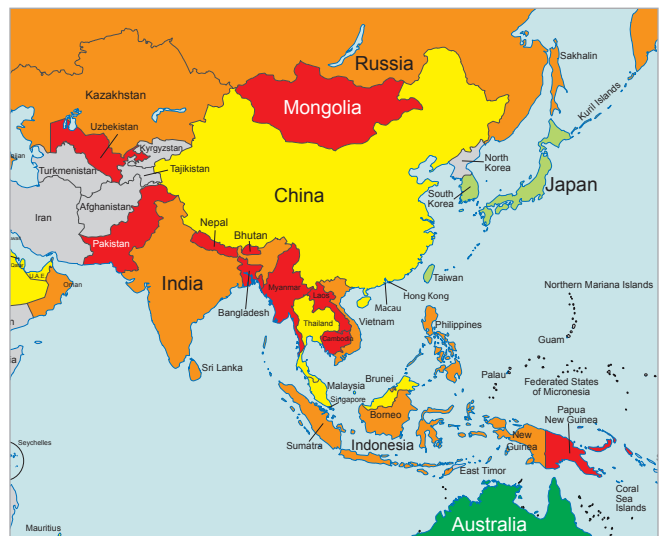 Russia
Sakhalin
Kazakhstan
Kuril Islands
Mongolia
Uzbekistan
Kyrgyzstan
North
Korea
Turkmenistan
Tajikistan
China
South
Korea
Japan
Afghanistan
Iran
Nepal
Pakistan
Bhutan
Qatar
U.A.E.
Oman
India
Taiwan
Myanmar
Laos
Hong Kong
Macau
Northern Mariana Islands
Bangladesh
Thailand
Vietnam
Philippines
Cambodia
Guam
Sri Lanka
Palau
Brunei
Malaysia
Singapore
Federated States
of Micronesia
Borneo
Papua
New Guinea
New
Guinea
Seychelles
Sumatra
Indonesia
East Timor
Coral
Sea
Islands
Mauritius
Australia